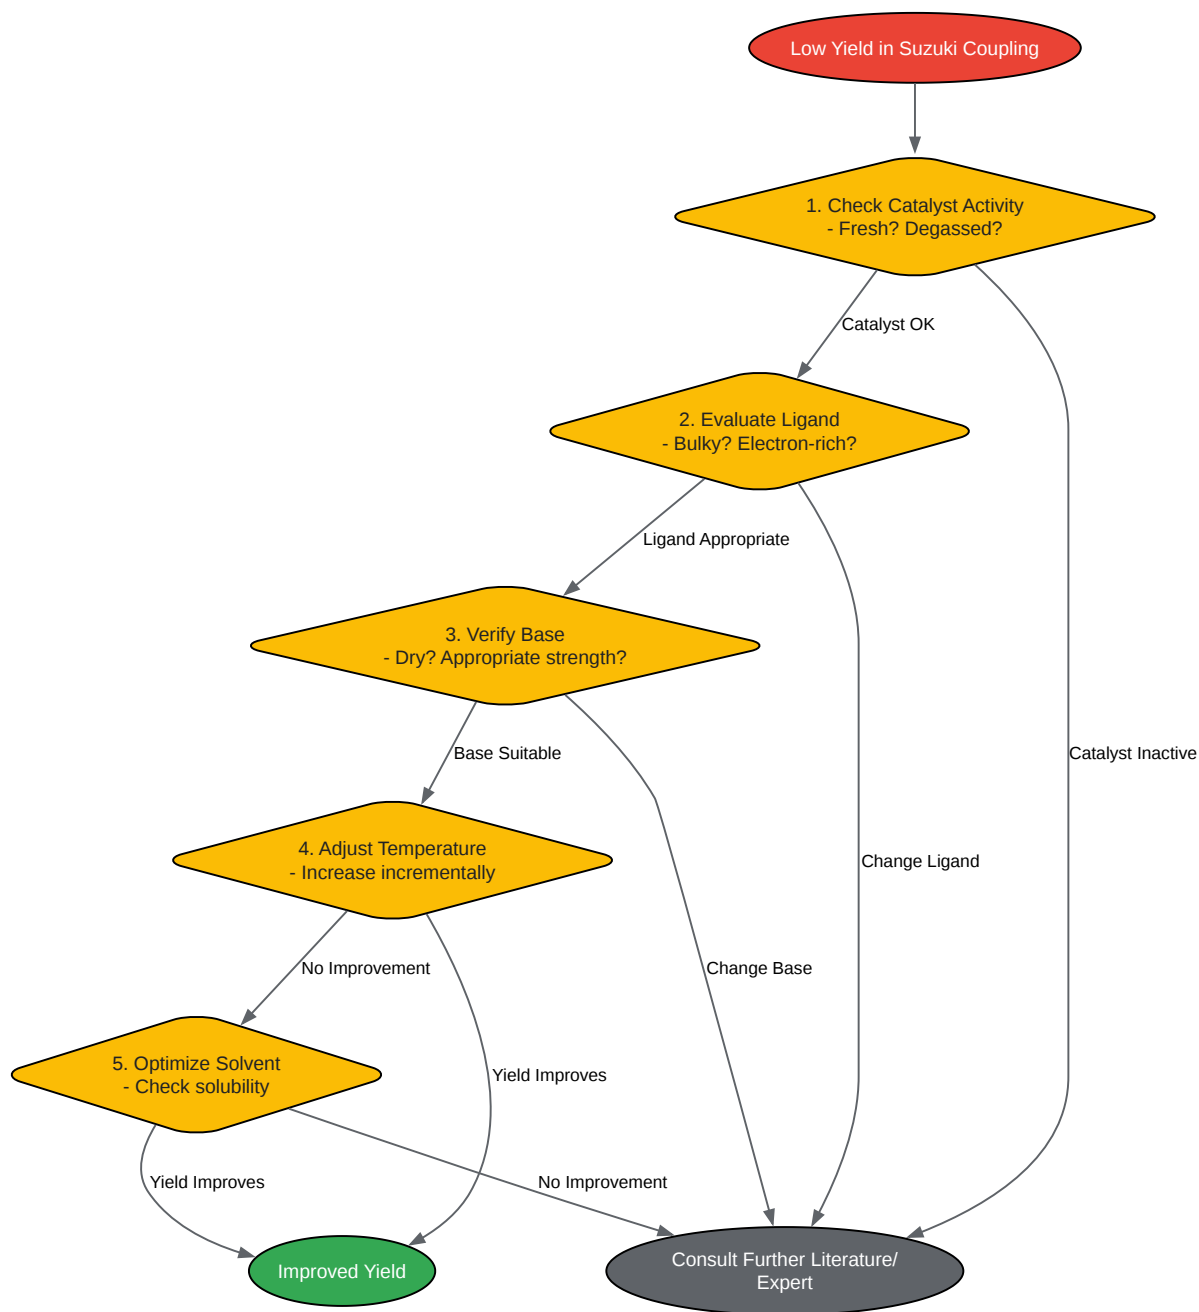 Low Yield in Suzuki Coupling
1. Check Catalyst Activity
- Fresh? Degassed?
Catalyst OK
2. Evaluate Ligand
- Bulky? Electron-rich?
Ligand Appropriate
3. Verify Base
- Dry? Appropriate strength?
Base Suitable
Catalyst Inactive
4. Adjust Temperature
- Increase incrementally
Change Ligand
No Improvement
Change Base
5. Optimize Solvent
- Check solubility
Yield Improves
Yield Improves
No Improvement
Improved Yield
Consult Further Literature/
Expert